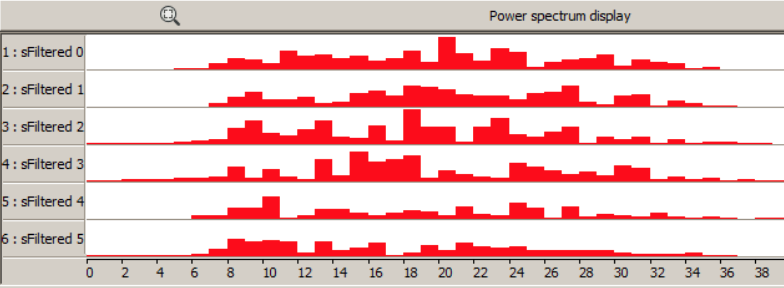 Power spectrum display
1 : sFiltered 0
2 : sFiltered 1
3 : sFiltered 2
4 : sFiltered 3
5 : sFiltered 4
6 : sFiltered 5
0 2 4 6 8 10 12 14 16 18 20 22 24 26 28 30 32 34 36 38